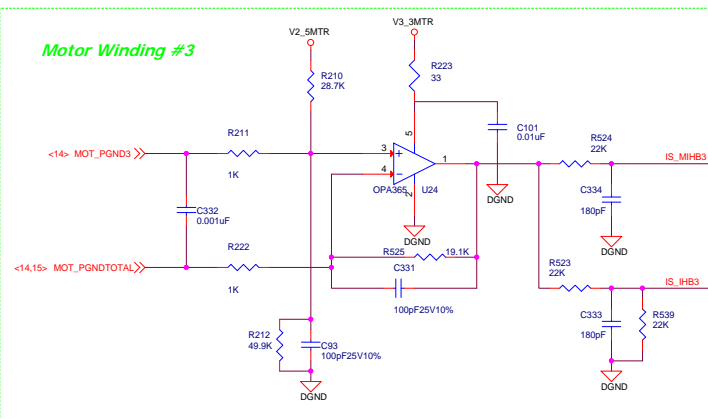 V2_5MTR
V3_3MTR
Motor Winding #3
R210
28.7K
R223
33
R211
<14> MOT_PGND3
1K
3
+
5
4
−
2
1
OPA365
U24
C101
0.01uF
DGND
DGND
R524
22K
IS_MIHB3
C334
180pF
DGND
C332
0.001uF
R222
<14,15> MOT_PGNDTOTAL
1K
R525
19.1K
C331
100pF25V10%
R523
22K
IS_IHB3
C333
180pF
R539
22K
DGND
R212
49.9K
C93
100pF25V10%
DGND